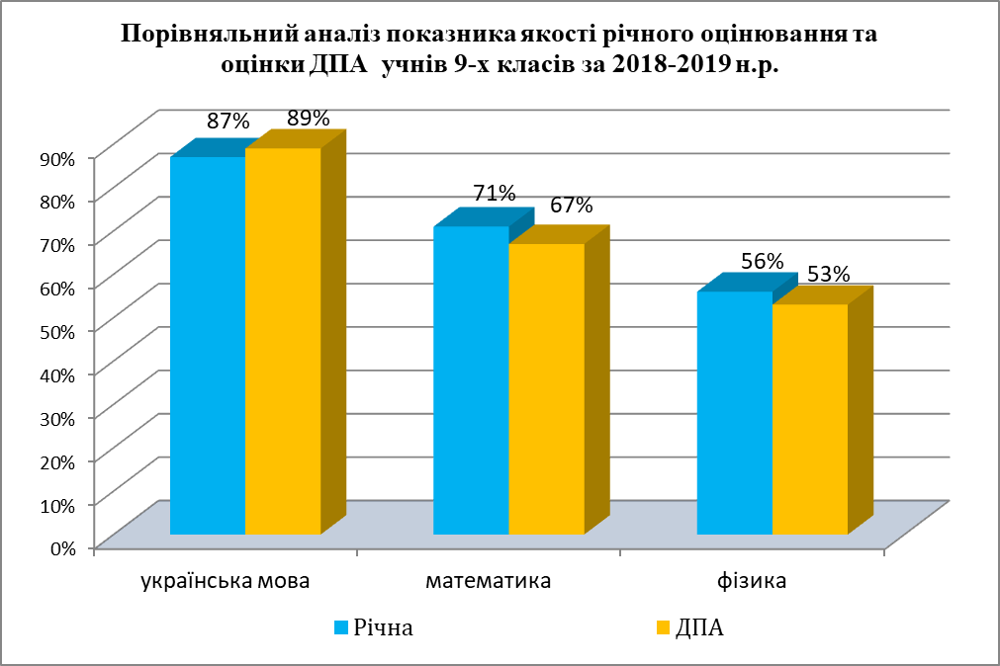 Порівняльний аналіз показника якості річного оцінювання та
оцінки ДПА учнів 9-х класів за 2018-2019 н.р.
87%
89%
71%
67%
56%
53%
90%
80%
70%
60%
50%
40%
30%
20%
10%
0%
українська мова
математика
фізика
Річна
ДПА